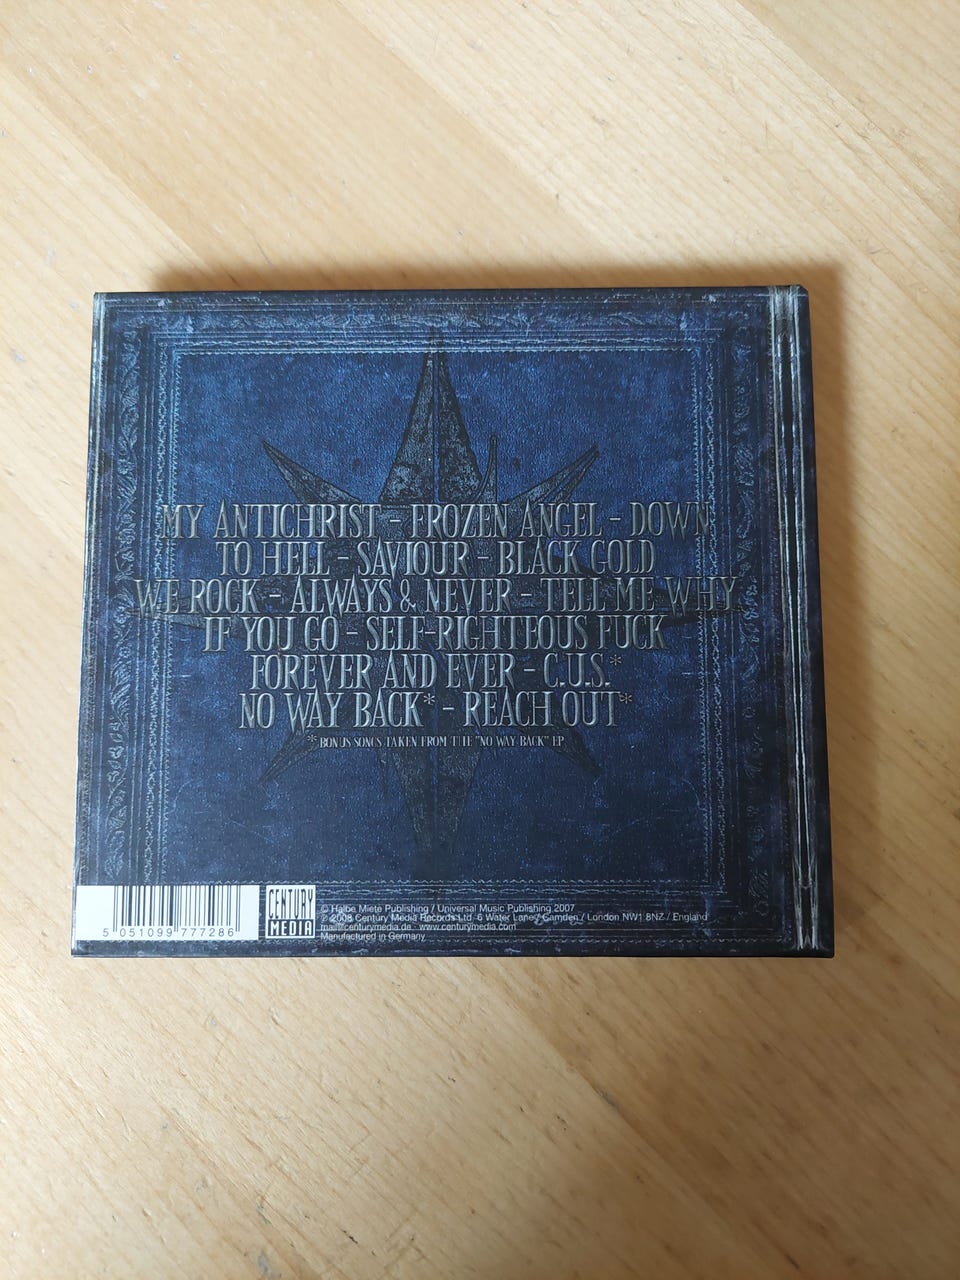 MY ANTICHRIST - FROZEN ANGEL - DOWN
TO HELL - SAVIOUR - BLACK GOLD
WE ROCK - ALWAYS & NEVER - TELL ME WHY
IF YOU GO - SELF-RIGHTEOUS FUCK
FOREVER AND EVER - C.U.S.*
NO WAY BACK* - REACH OUT*
*BONUS SONGS TAKEN FROM THE "NO WAY BACK" EP
5 051099 777286
CENTURY
MEDIA
© Halbe Miete Publishing / Universal Music Publishing 2007
℗ 2008 Century Media Records Ltd. 6 Water Lane / Camden / London NW1 8NZ / England
mail@centurymedia.de · www.centurymedia.com
Manufactured in Germany